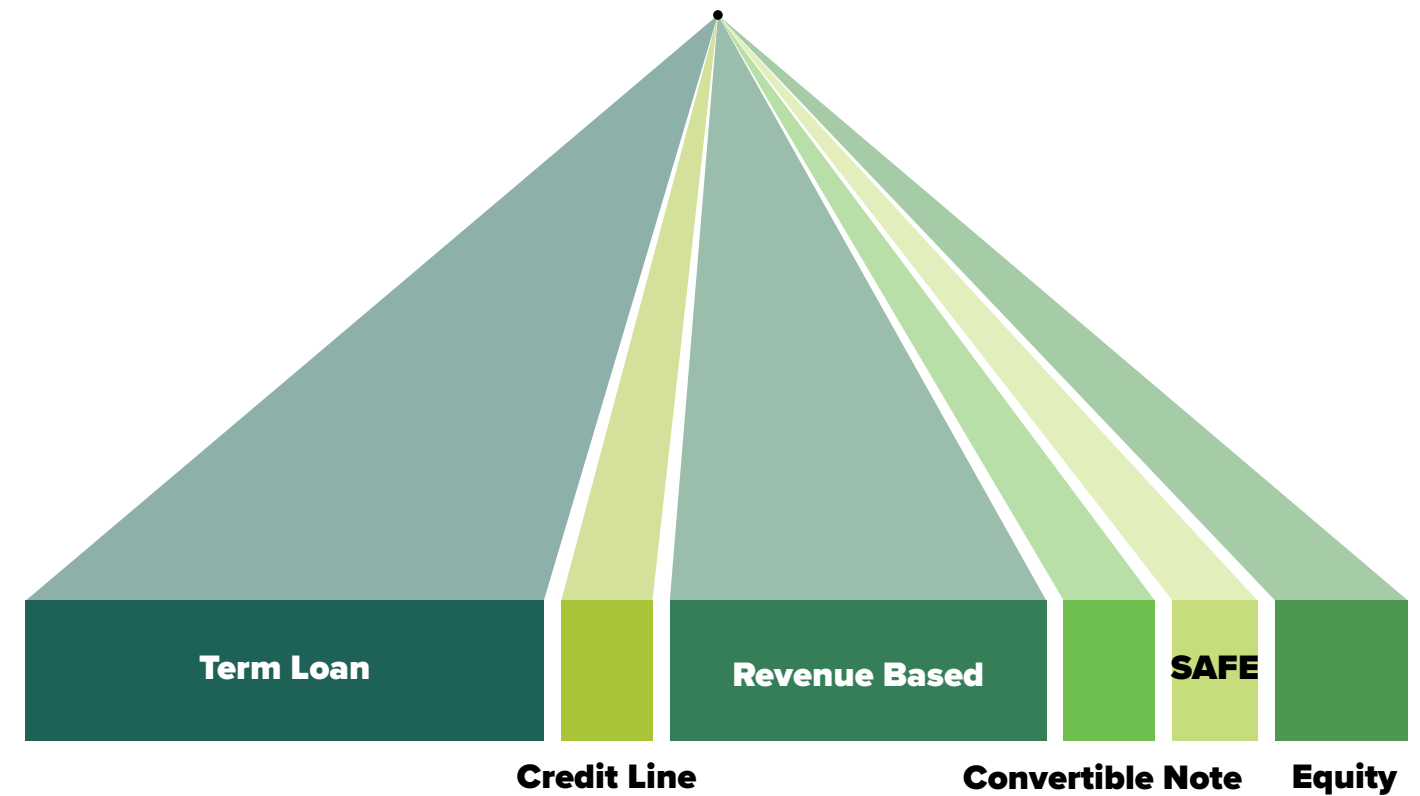 Term Loan
Revenue Based
SAFE
Credit Line
Convertible Note
Equity